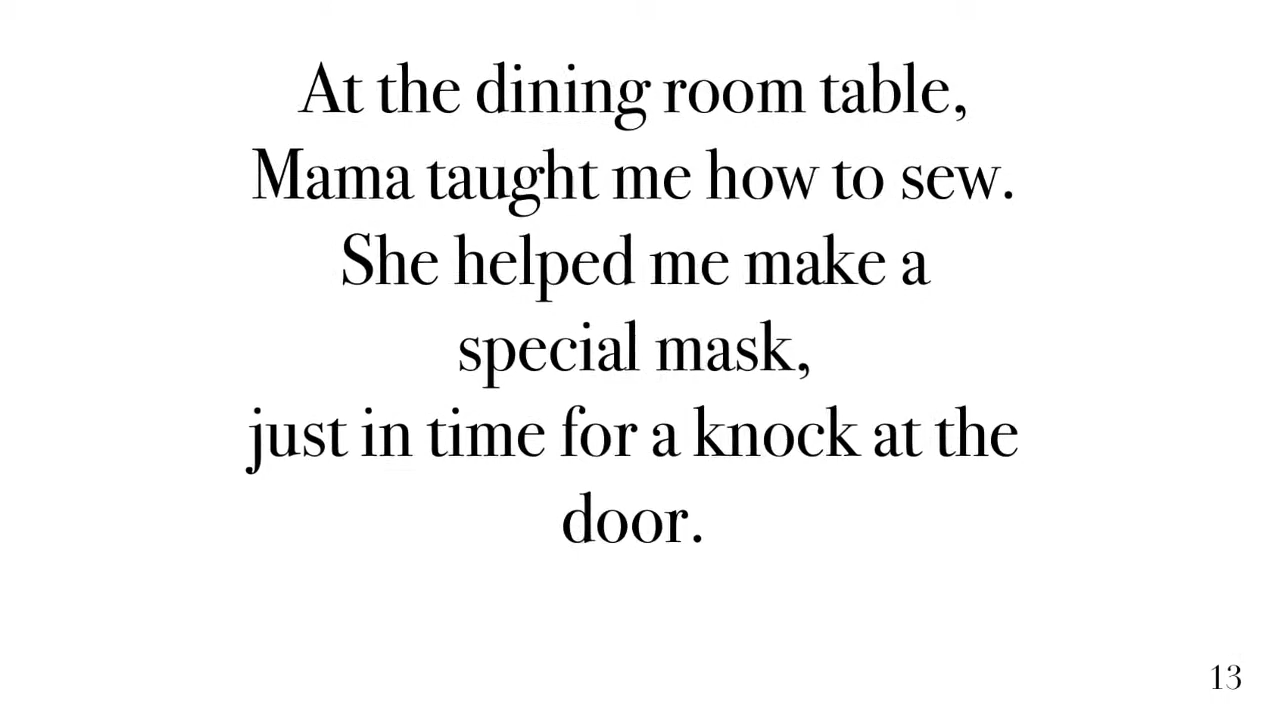 At the dining room table,
Mama taught me how to sew.
She helped me make a
special mask,
just in time for a knock at the
door.
13